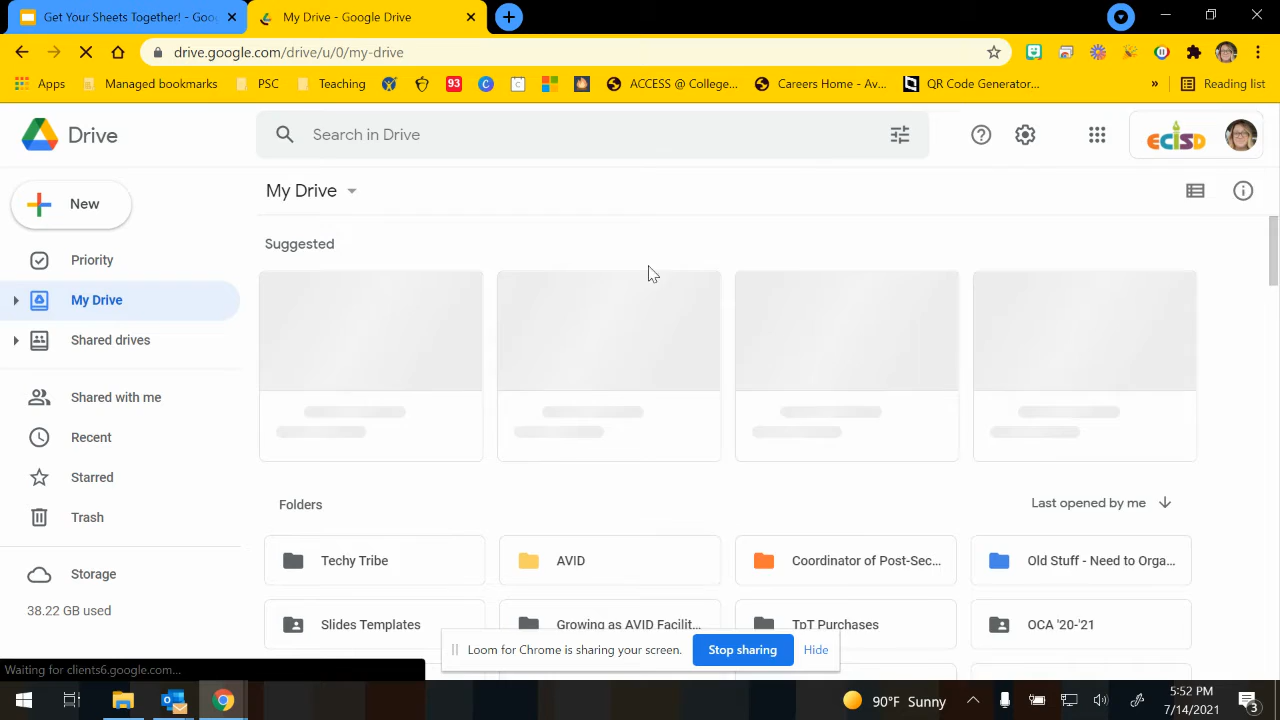 Get Your Sheets Together! - Goo
My Drive - Google Drive
drive.google.com/drive/u/0/my-drive
Apps
Managed bookmarks
PSC
Teaching
93
ACCESS @ College...
Careers Home - Av...
QR Code Generator...
»
Reading list
Drive
Search in Drive
ECISD
New
My Drive
Priority
Suggested
My Drive
Shared drives
Shared with me
Recent
Starred
Trash
Storage
38.22 GB used
Folders
Last opened by me
Techy Tribe
AVID
Coordinator of Post-Sec...
Old Stuff - Need to Orga...
Slides Templates
Growing as AVID Facilit...
TpT Purchases
OCA '20-'21
Loom for Chrome is sharing your screen.
Stop sharing
Hide
Waiting for clients6.google.com...
90°F Sunny
5:52 PM
7/14/2021
3